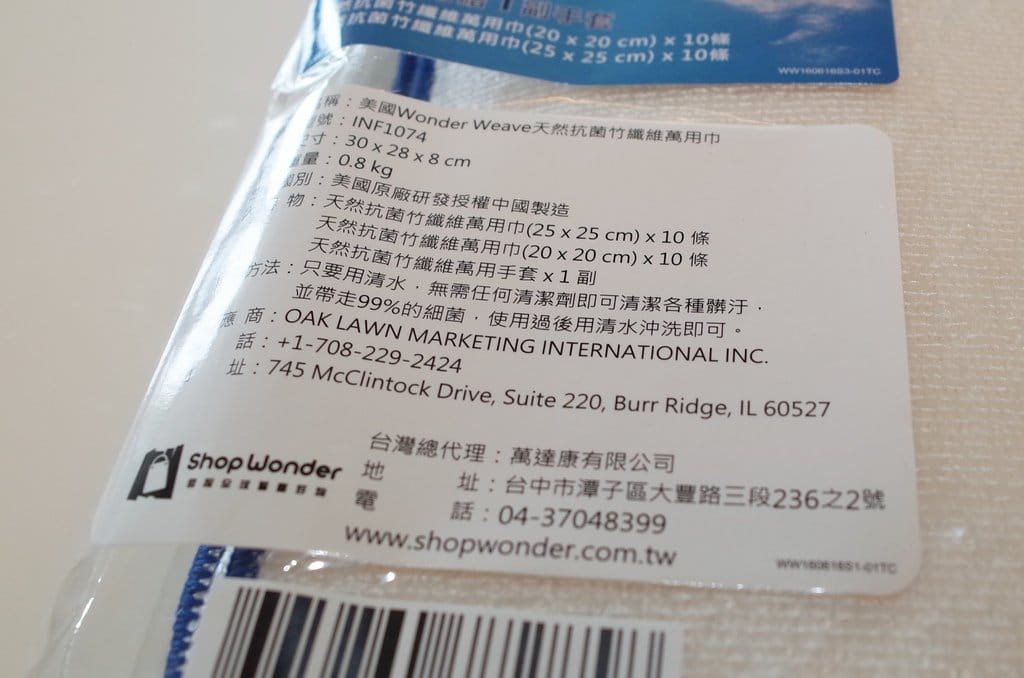 副手套
抗菌竹纖維萬用巾(20 x 20 cm) x 10條
抗菌竹纖維萬用巾(25 x 25 cm) x 10條
WW160616S3-01TC
稱：美國Wonder Weave天然抗菌竹纖維萬用巾
號：INF1074
寸：30 x 28 x 8 cm
量：0.8 kg
別：美國原廠研發授權中國製造
物：天然抗菌竹纖維萬用巾(25 x 25 cm) x 10 條
天然抗菌竹纖維萬用巾(20 x 20 cm) x 10 條
天然抗菌竹纖維萬用手套 x 1 副
方法：只要用清水，無需任何清潔劑即可清潔各種髒汙，
並帶走99%的細菌，使用過後用清水沖洗即可。
應 商：OAK LAWN MARKETING INTERNATIONAL INC.
話：+1-708-229-2424
址：745 McClintock Drive, Suite 220, Burr Ridge, IL 60527
Shop Wonder
台灣總代理：萬達康有限公司
地 址：台中市潭子區大豐路三段236之2號
電 話：04-37048399
www.shopwonder.com.tw
WW160616S1-01TC